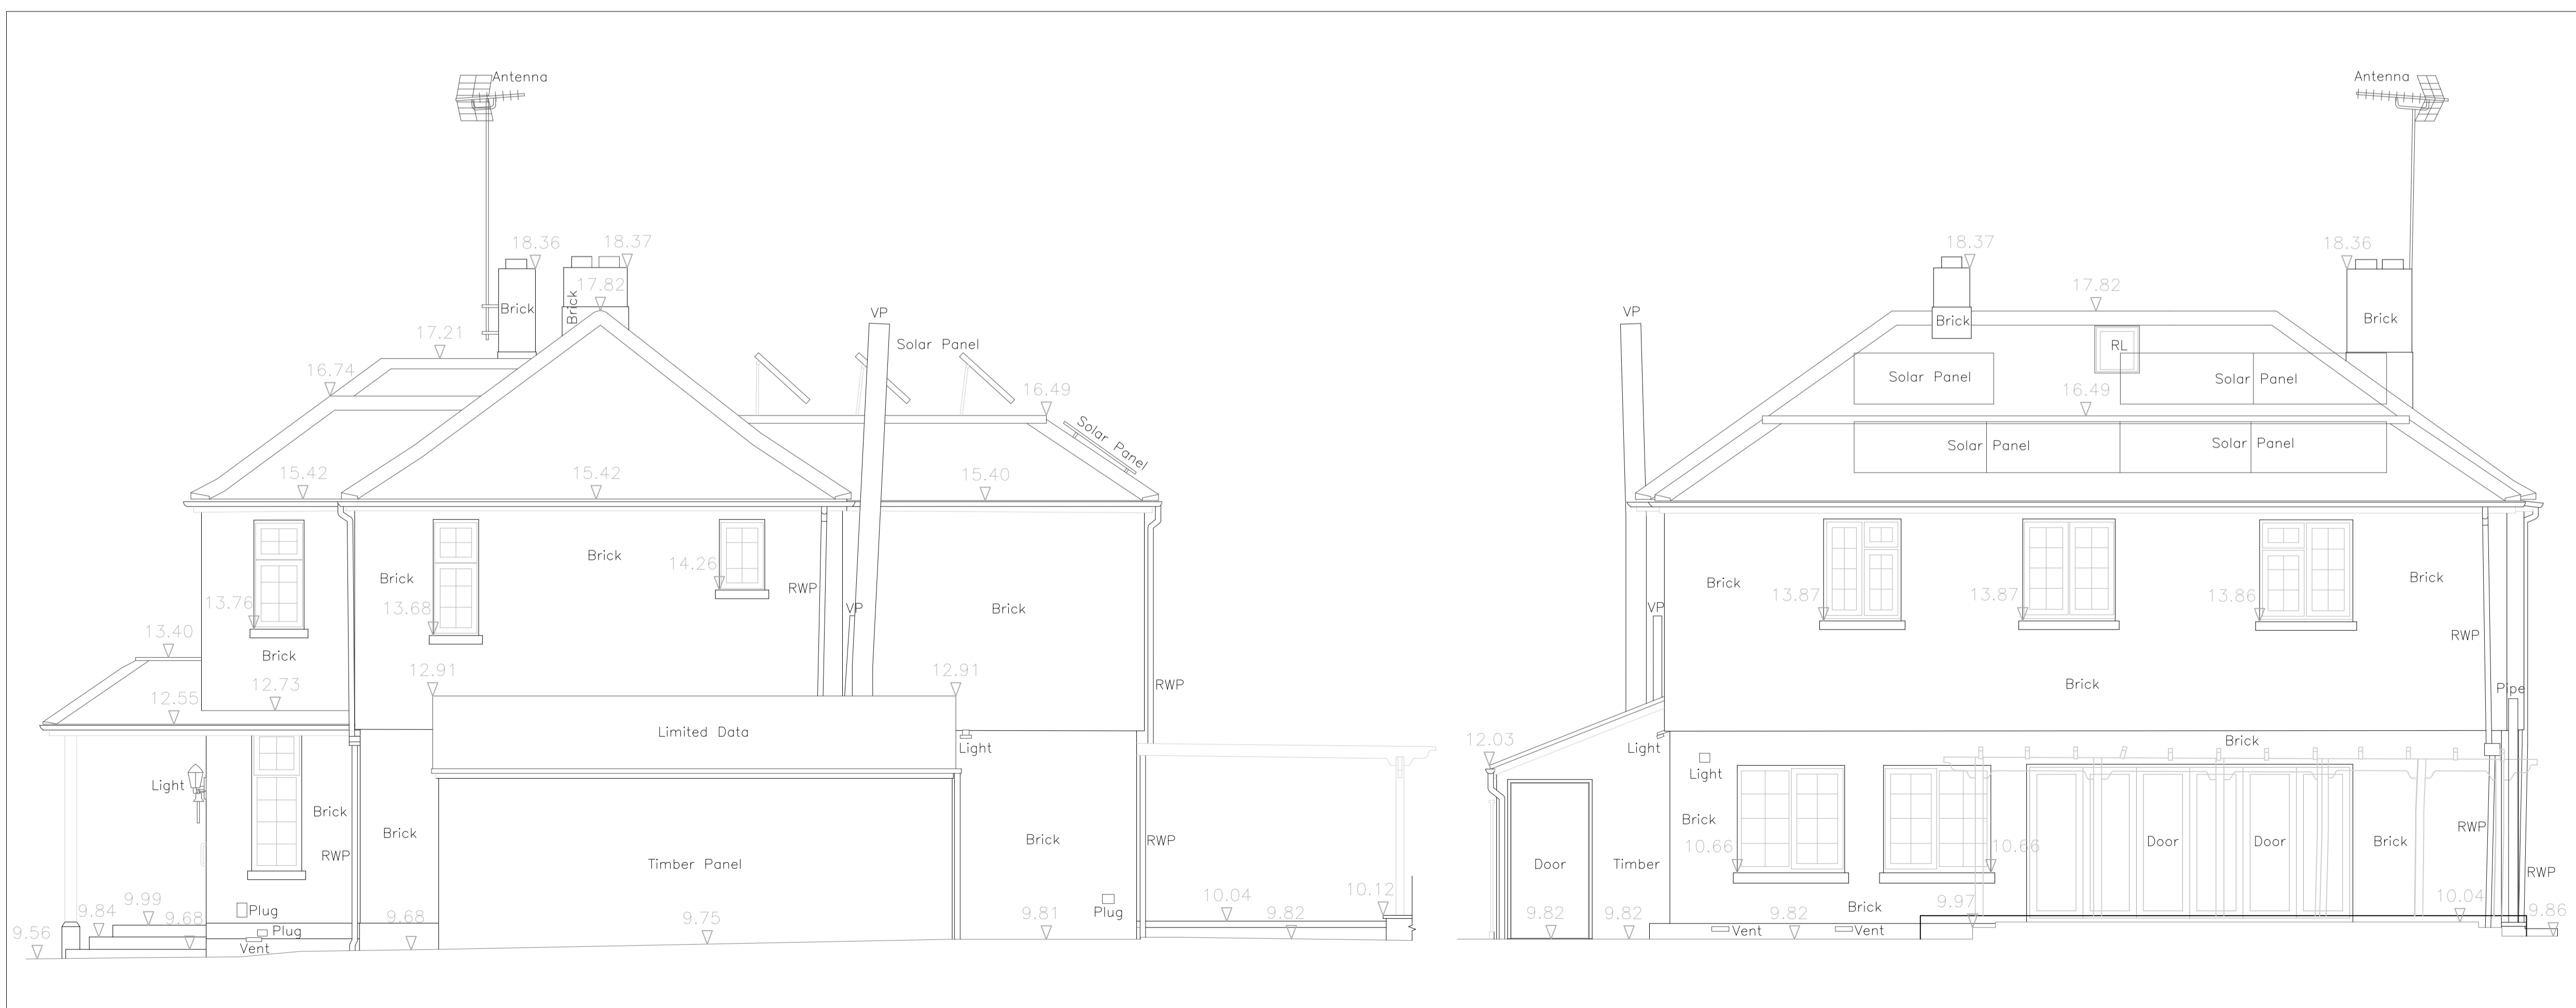 Antenna
18.36
18.37
Brick
Brick
17.82
17.21
16.74
VP
Solar Panel
16.49
Solar Panel
15.42
15.42
15.40
Brick
Brick
14.26
RWP
13.76
13.68
VP
Brick
13.40
Brick
12.91
12.91
12.73
12.55
RWP
Limited Data
Light
Light
Brick
Brick
Brick
RWP
RWP
Timber Panel
Plug
Plug
Plug
Vent
9.99
9.84
9.68
9.56
9.68
9.75
9.81
10.04
9.82
10.12
Antenna
18.37
18.36
17.82
VP
Brick
Brick
RL
Solar Panel
Solar Panel
16.49
Solar Panel
Solar Panel
Brick
13.87
13.87
13.86
Brick
VP
RWP
Brick
Pipe
12.03
Light
Light
Brick
Brick
10.66
10.66
Door
Timber
Door
Door
Brick
RWP
RWP
Brick
9.97
10.04
9.86
9.82
9.82
9.82
Vent
Vent